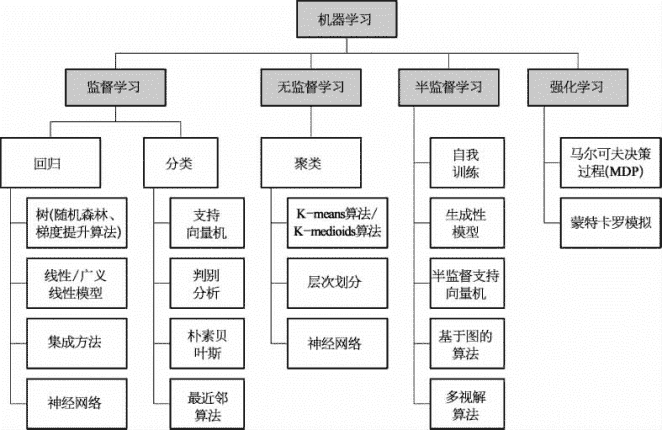 机器学习
监督学习
无监督学习
半监督学习
强化学习
回归
分类
聚类
自我
训练
马尔可夫决策
过程(MDP)
树(随机森林、
梯度提升算法)
支持
向量机
K-means算法/
K-medioids算法
生成性
模型
蒙特卡罗模拟
线性/广义
线性模型
判别
分析
层次划分
半监督支持
向量机
集成方法
朴素贝
叶斯
神经网络
基于图的
算法
神经网络
最近邻
算法
多视解
算法